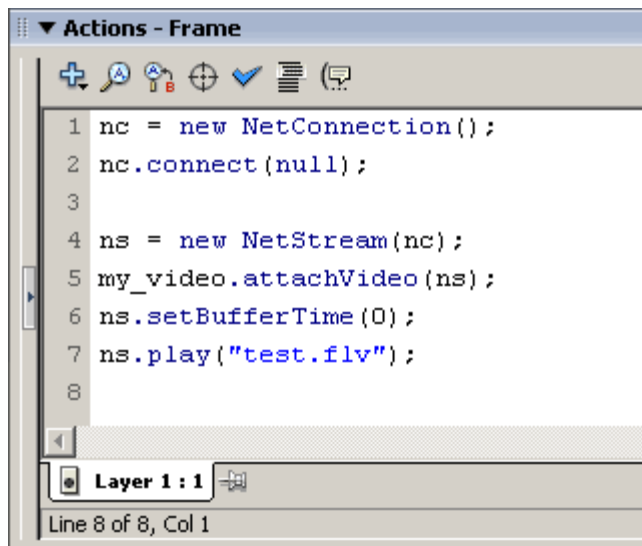 Actions - Frame
1 nc = new NetConnection();
2 nc.connect(null);
3
4 ns = new NetStream(nc);
5 my_video.attachVideo(ns);
6 ns.setBufferTime(0);
7 ns.play("test.flv");
8
Layer 1 : 1
Line 8 of 8, Col 1